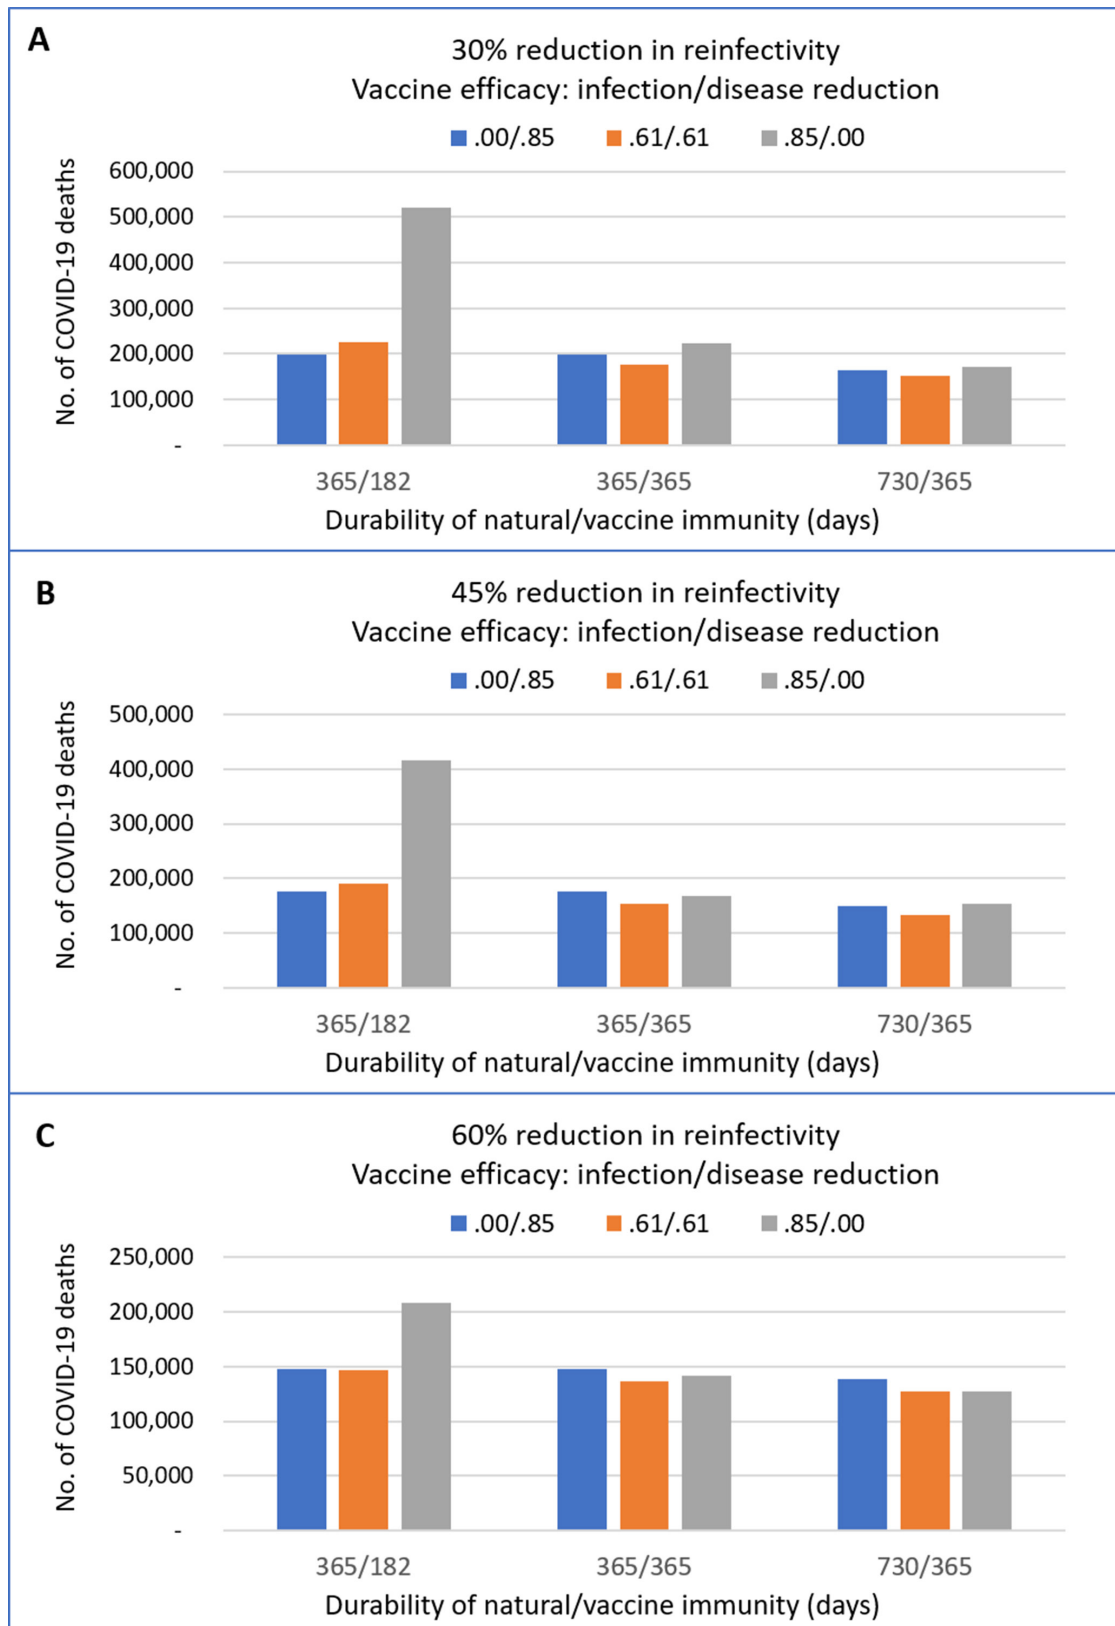 A
30% reduction in reinfectivity
Vaccine efficacy: infection/disease reduction
.00/.85 .61/.61 .85/.00
No. of COVID-19 deaths
600,000
500,000
400,000
300,000
200,000
100,000
-
365/182 365/365 730/365
Durability of natural/vaccine immunity (days)
B
45% reduction in reinfectivity
Vaccine efficacy: infection/disease reduction
.00/.85 .61/.61 .85/.00
No. of COVID-19 deaths
500,000
400,000
300,000
200,000
100,000
-
365/182 365/365 730/365
Durability of natural/vaccine immunity (days)
C
60% reduction in reinfectivity
Vaccine efficacy: infection/disease reduction
.00/.85 .61/.61 .85/.00
No. of COVID-19 deaths
250,000
200,000
150,000
100,000
50,000
-
365/182 365/365 730/365
Durability of natural/vaccine immunity (days)